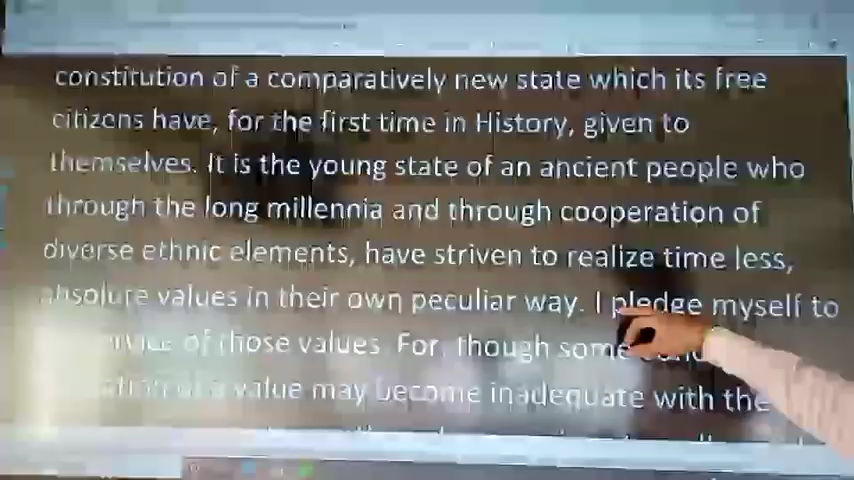 constitution of a comparatively new state which its free
citizens have, for the first time in History, given to
themselves. It is the young state of an ancient people who
through the long millennia and through cooperation of
diverse ethnic elements, have striven to realize time less,
absolute values in their own peculiar way. I pledge myself to
of those values. For, though some
a value may become inadequate with the